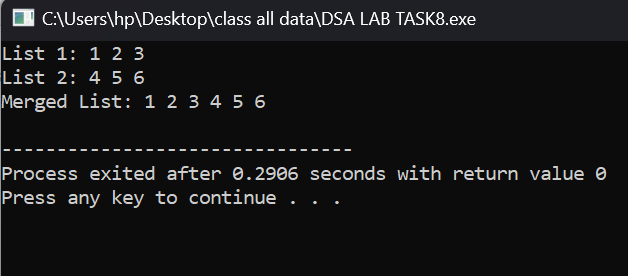 C:\Users\hp\Desktop\class all data\DSA LAB TASK8.exe
List 1: 1 2 3
List 2: 4 5 6
Merged List: 1 2 3 4 5 6
--------------------------------
Process exited after 0.2906 seconds with return value 0
Press any key to continue . . .